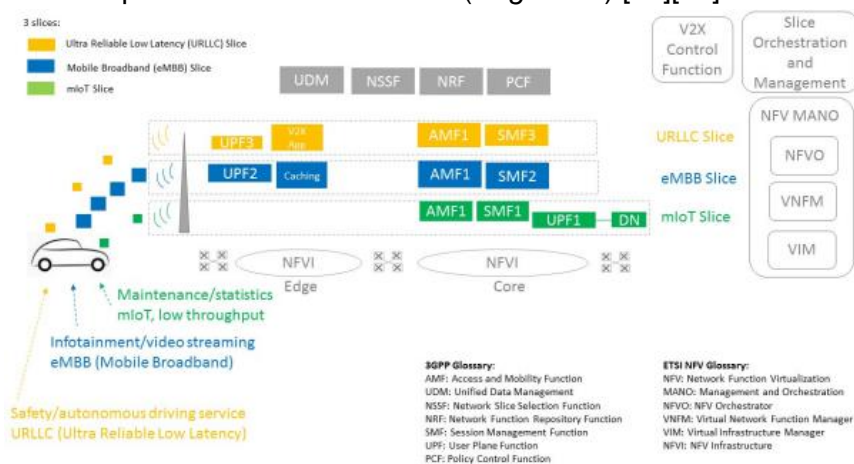 3 slices:
Ultra Reliable Low Latency (URLLC) Slice
Mobile Broadband (eMBB) Slice
mIoT Slice
V2X
Control
Function
Slice
Orchestration
and
Management
UDM
NSSF
NRF
PCF
NFV MANO
NFVO
VNFM
VIM
UPF3
V2X
App
AMF1
SMF3
URLLC Slice
UPF2
Caching
AMF1
SMF2
eMBB Slice
AMF1
SMF1
UPF1
DN
mIoT Slice
NFVI
Edge
NFVI
Core
Maintenance/statistics
mIoT, low throughput
Infotainment/video streaming
eMBB (Mobile Broadband)
Safety/autonomous driving service
URLLC (Ultra Reliable Low Latency)
3GPP Glossary:
AMF: Access and Mobility Function
UDM: Unified Data Management
NSSF: Network Slice Selection Function
NRF: Network Function Repository Function
SMF: Session Management Function
UPF: User Plane Function
PCF: Policy Control Function
ETSI NFV Glossary:
NFV: Network Function Virtualization
MANO: Management and Orchestration
NFVO: NFV Orchestrator
VNFM: Virtual Network Function Manager
VIM: Virtual Infrastructure Manager
NFVI: NFV Infrastructure